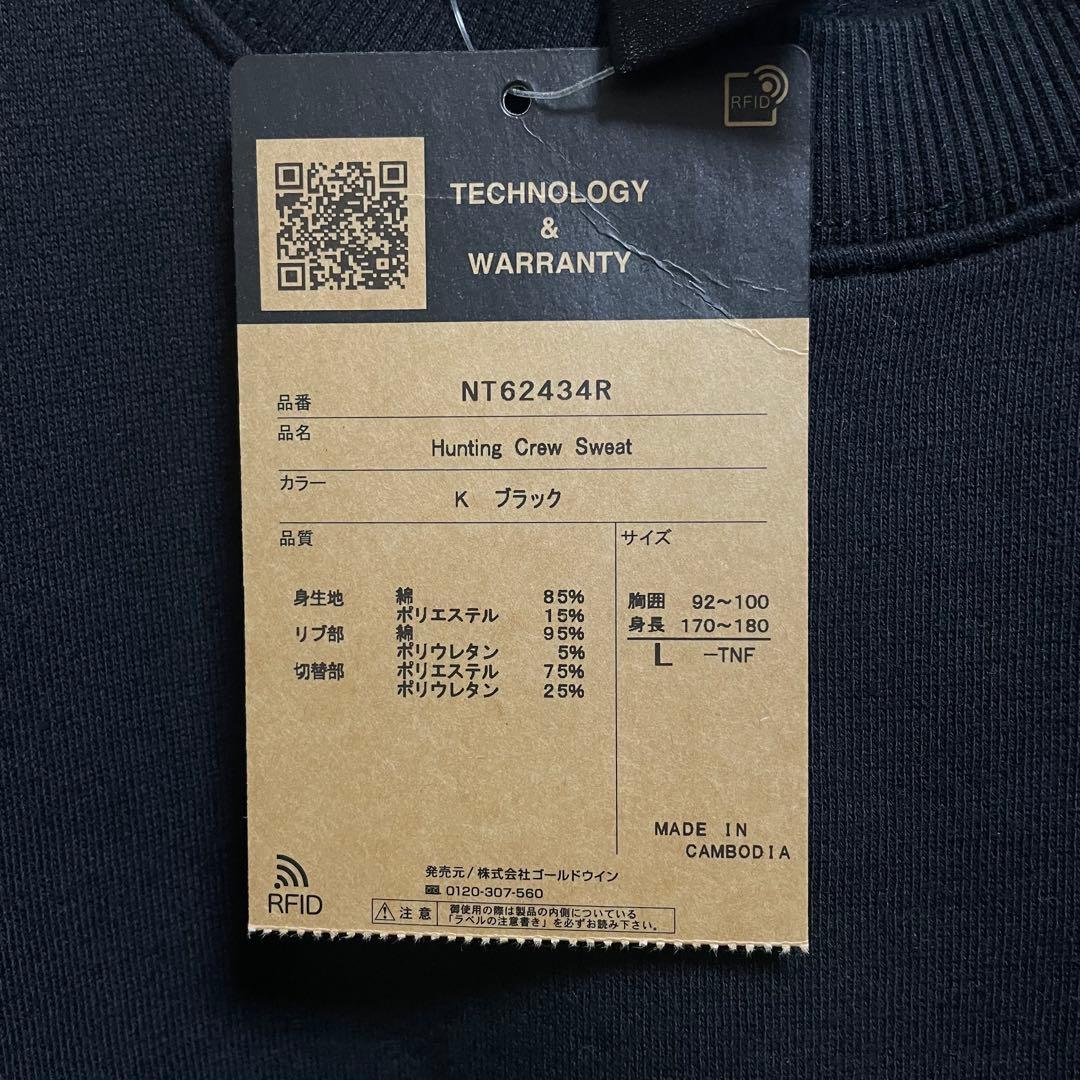 RFID
TECHNOLOGY
&
WARRANTY
品番 NT62434R
品名 Hunting Crew Sweat
カラー K ブラック
品質
身生地 綿 85%
ポリエステル 15%
リブ部 綿 95%
ポリウレタン 5%
切替部 ポリエステル 75%
ポリウレタン 25%
サイズ
胸囲 92～100
身長 170～180
L -TNF
MADE IN
CAMBODIA
発売元/株式会社ゴールドウイン
0120-307-560
RFID
注意 御使用の際は製品の内側についている
「ラベルの注意書き」を必ずお読み下さい。